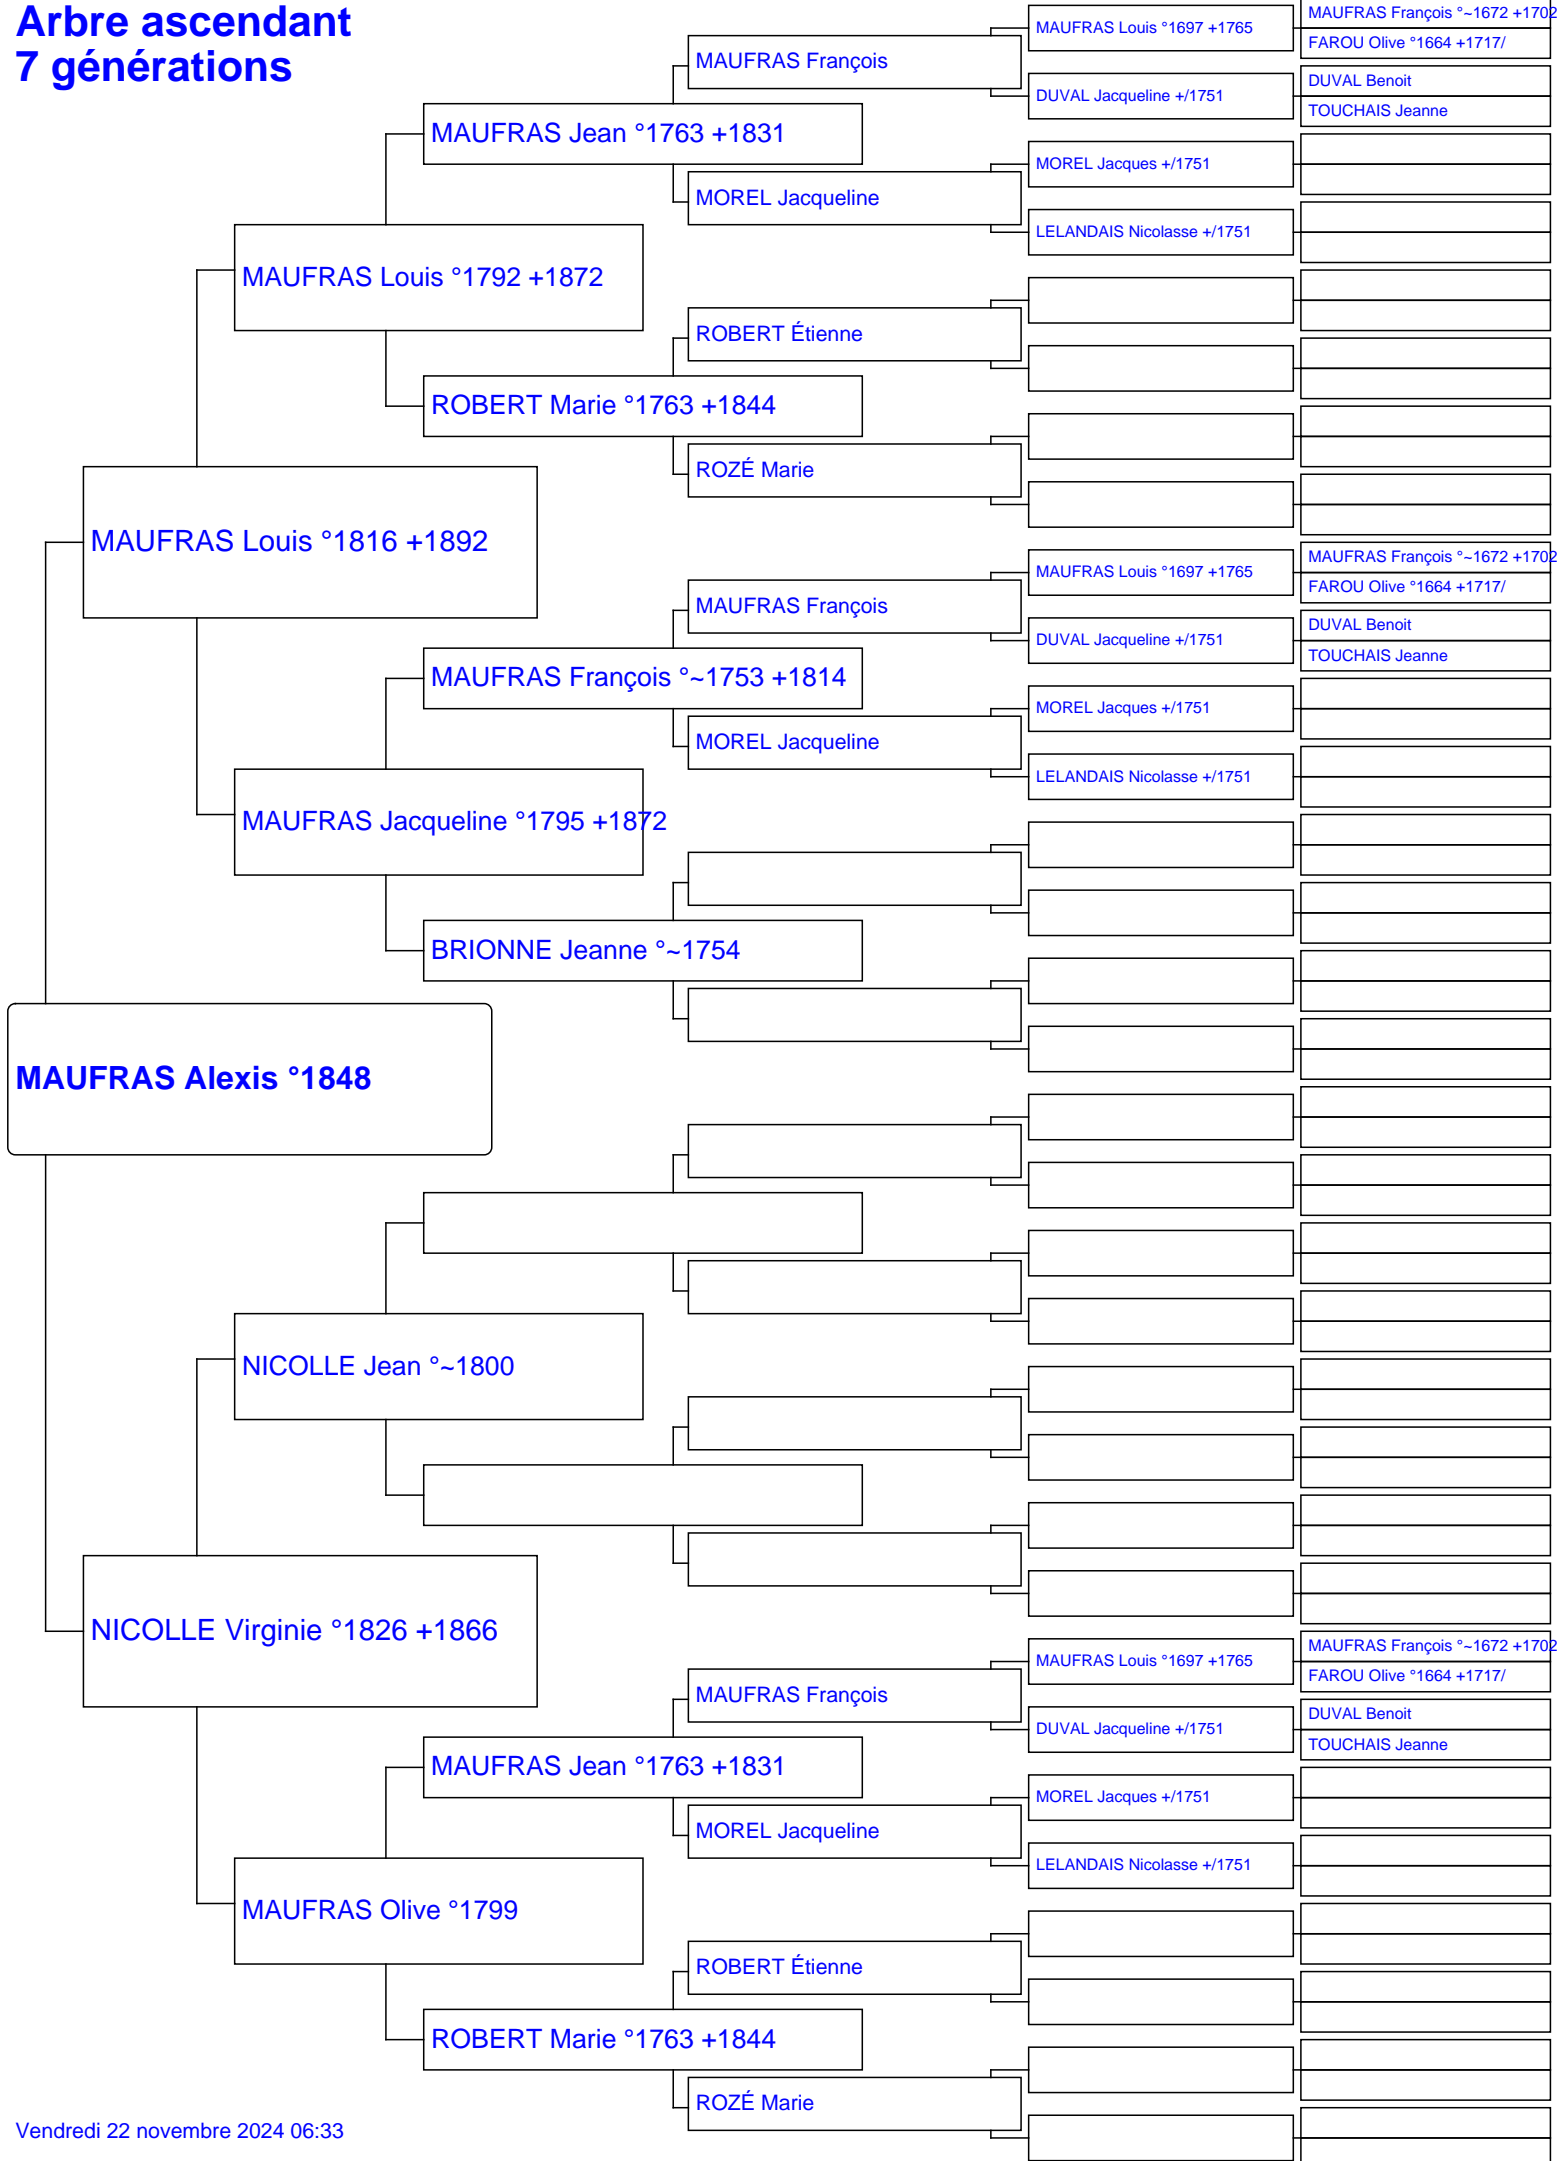 Arbre ascendant
7 générations
MAUFRAS François °~1672 +1702
MAUFRAS Louis °1697 +1765
FAROU Olive °1664 +1717/
MAUFRAS François
DUVAL Benoit
DUVAL Jacqueline +/1751
TOUCHAIS Jeanne
MAUFRAS Jean °1763 +1831
MOREL Jacques +/1751
MOREL Jacqueline
LELANDAIS Nicolasse +/1751
MAUFRAS Louis °1792 +1872
ROBERT Étienne
ROBERT Marie °1763 +1844
ROZÉ Marie
MAUFRAS Louis °1816 +1892
MAUFRAS François °~1672 +1702
MAUFRAS Louis °1697 +1765
FAROU Olive °1664 +1717/
MAUFRAS François
DUVAL Benoit
DUVAL Jacqueline +/1751
TOUCHAIS Jeanne
MAUFRAS François °~1753 +1814
MOREL Jacques +/1751
MOREL Jacqueline
LELANDAIS Nicolasse +/1751
MAUFRAS Jacqueline °1795 +1872
BRIONNE Jeanne °~1754
MAUFRAS Alexis °1848
NICOLLE Jean °~1800
NICOLLE Virginie °1826 +1866
MAUFRAS François °~1672 +1702
MAUFRAS Louis °1697 +1765
FAROU Olive °1664 +1717/
MAUFRAS François
DUVAL Benoit
DUVAL Jacqueline +/1751
TOUCHAIS Jeanne
MAUFRAS Jean °1763 +1831
MOREL Jacques +/1751
MOREL Jacqueline
LELANDAIS Nicolasse +/1751
MAUFRAS Olive °1799
ROBERT Étienne
ROBERT Marie °1763 +1844
ROZÉ Marie
Vendredi 22 novembre 2024 06:33